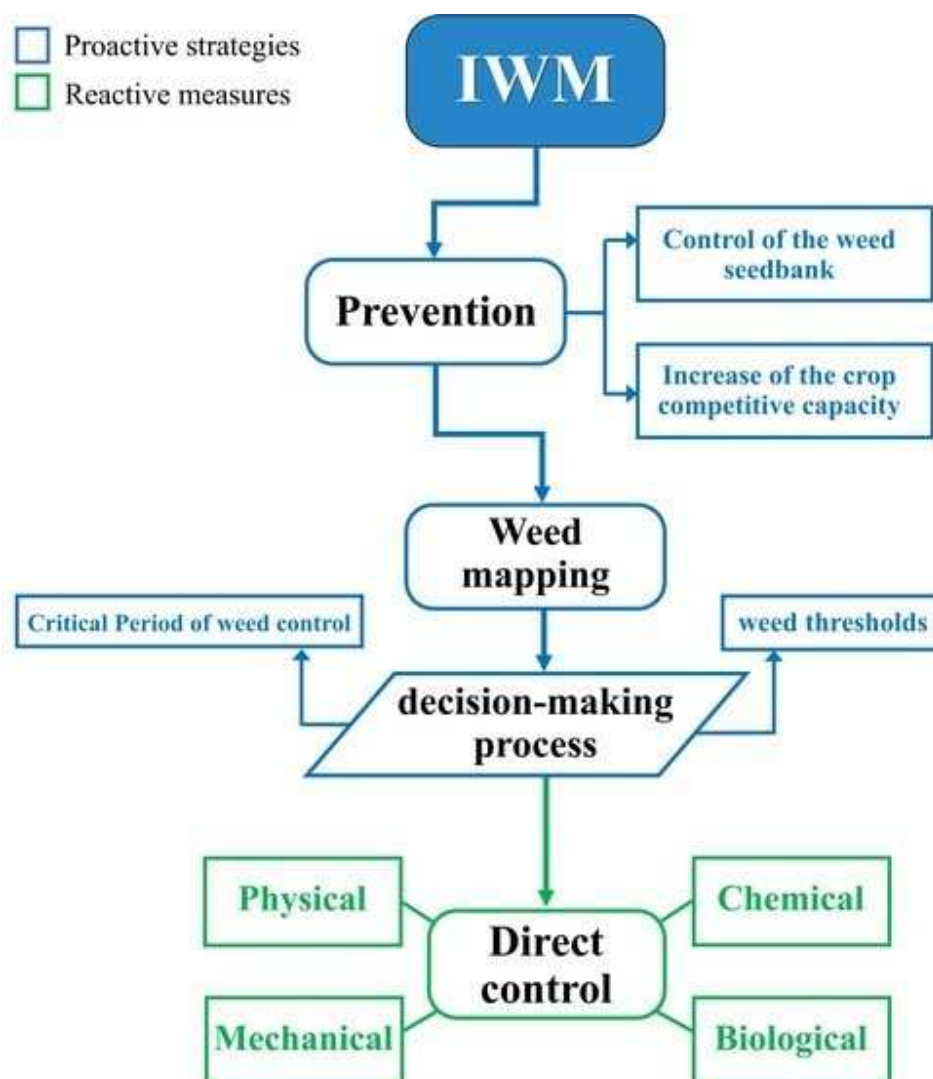 Proactive strategies
Reactive measures
IWM
Prevention
Control of the weed
seedbank
Increase of the crop
competitive capacity
Weed
mapping
Critical Period of weed control
weed thresholds
decision-making
process
Physical
Chemical
Direct
control
Mechanical
Biological